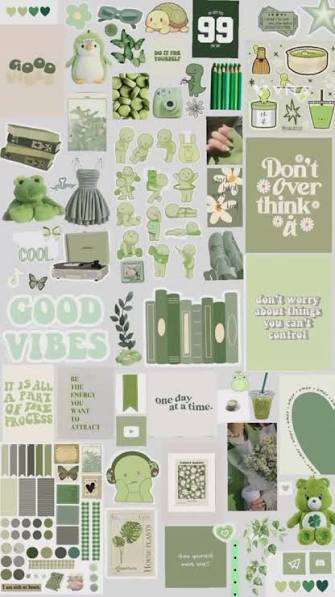 99
DO IT FOR
YOURSELF
GOOD
Don't
Over
think
it
COOL
GOOD
VIBES
don't worry
about things
you can't
control
IT IS ALL
A PART
OF THE
PROCESS
BE
THE
ENERGY
YOU
WANT
TO
ATTRACT
one day
at a time.
HOUSE PLANTS